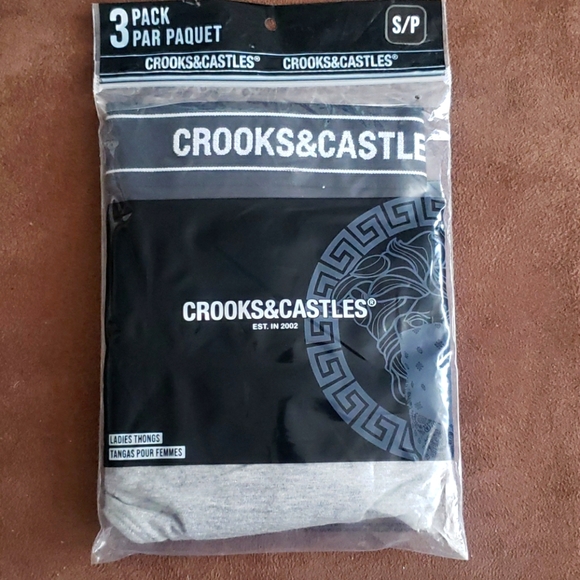 3 PACK
PAR PAQUET
S/P
CROOKS&CASTLES® CROOKS&CASTLES®
CROOKS&CASTLE
CROOKS&CASTLES®
EST. IN 2002
LADIES THONGS
TANGAS POUR FEMMES